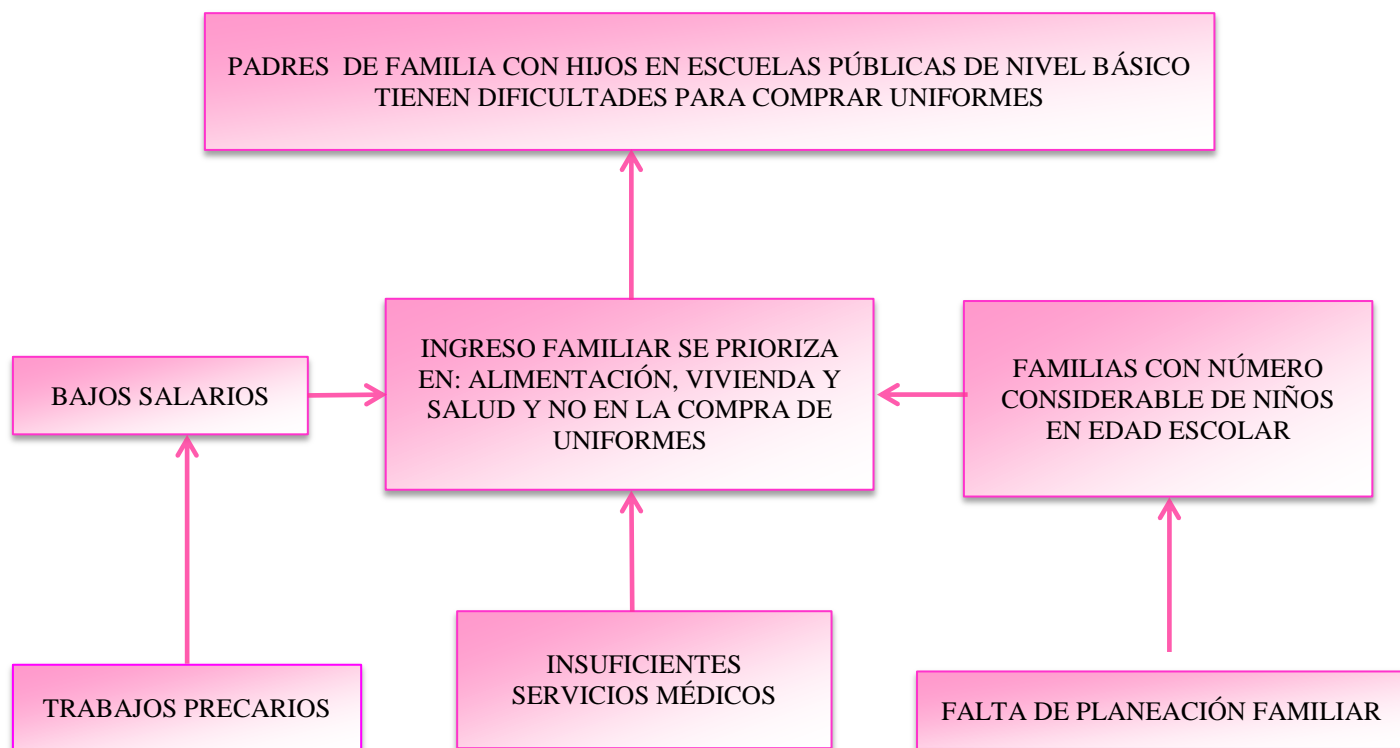 PADRES DE FAMILIA CON HIJOS EN ESCUELAS PÚBLICAS DE NIVEL BÁSICO
TIENEN DIFICULTADES PARA COMPRAR UNIFORMES
BAJOS SALARIOS
INGRESO FAMILIAR SE PRIORIZA
EN: ALIMENTACIÓN, VIVIENDA Y
SALUD Y NO EN LA COMPRA DE
UNIFORMES
FAMILIAS CON NÚMERO
CONSIDERABLE DE NIÑOS
EN EDAD ESCOLAR
TRABAJOS PRECARIOS
INSUFICIENTES
SERVICIOS MÉDICOS
FALTA DE PLANEACIÓN FAMILIAR